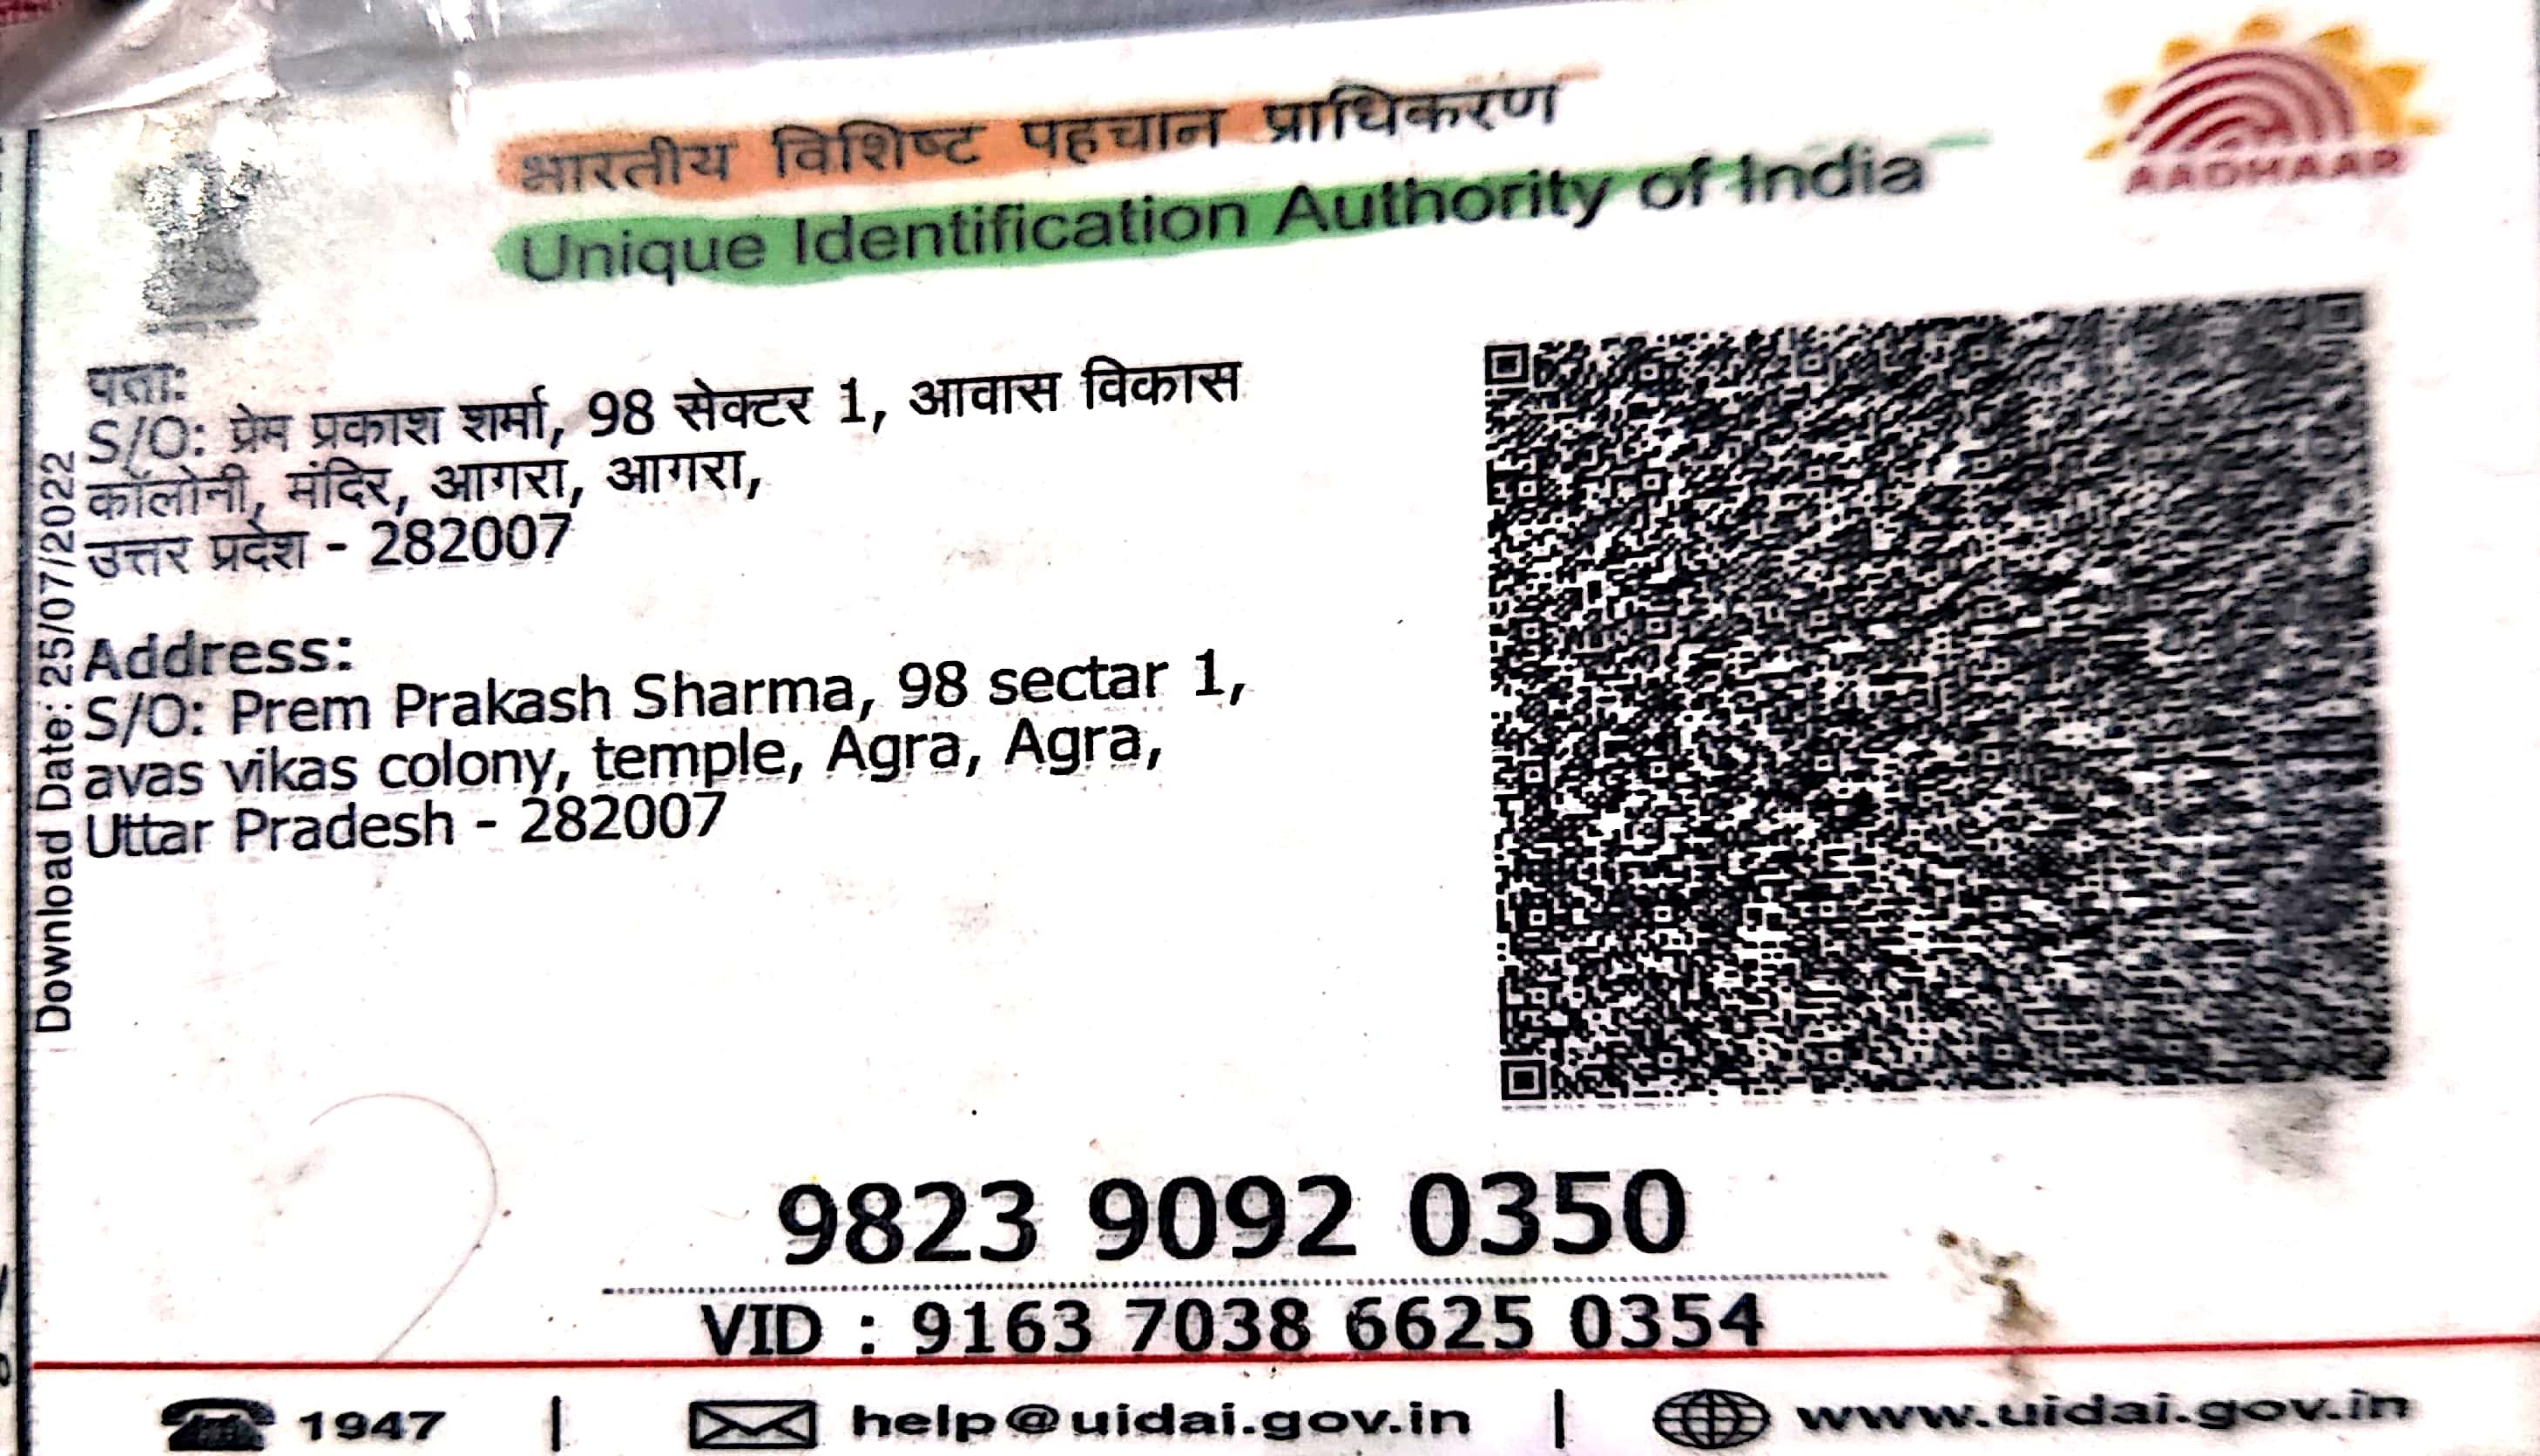 भारतीय विशिष्ट पहचान प्राधिकरण
Unique Identification Authority of India
AADHAAR
पता:
S/O: प्रेम प्रकाश शर्मा, 98 सेक्टर 1, आवास विकास
कॉलोनी, मंदिर, आगरा, आगरा,
उत्तर प्रदेश - 282007
Address:
S/O: Prem Prakash Sharma, 98 sectar 1,
avas vikas colony, temple, Agra, Agra,
Uttar Pradesh - 282007
Download Date: 25/07/2022
9823 9092 0350
VID : 9163 7038 6625 0354
1947 | help@uidai.gov.in | www.uidai.gov.in